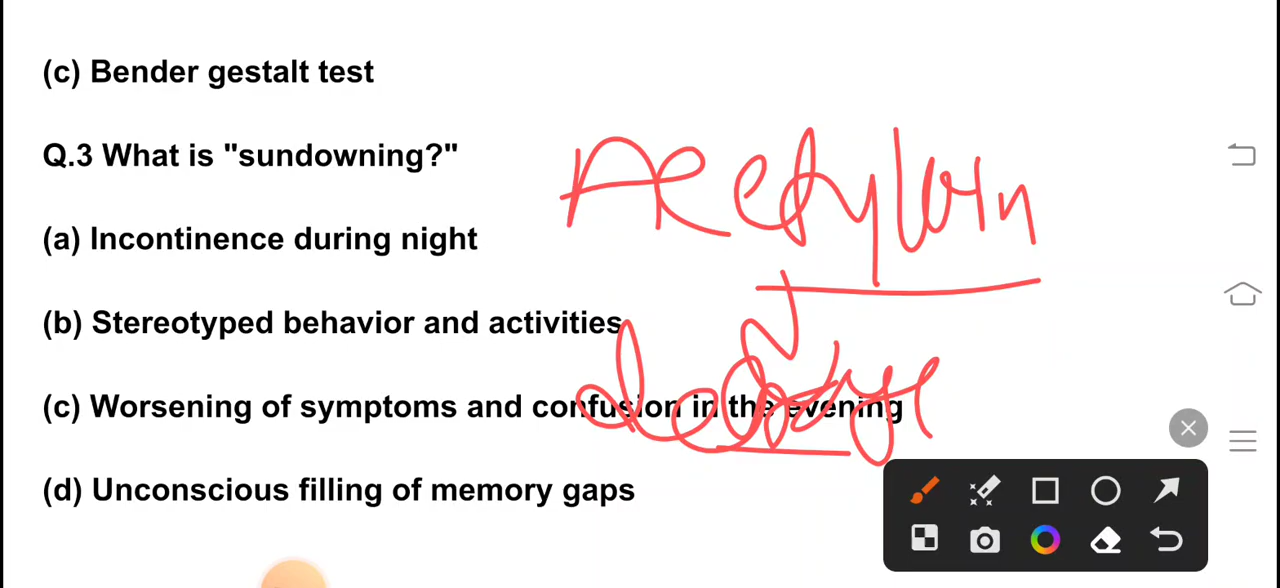 (c) Bender gestalt test
Q.3 What is "sundowning?"
(a) Incontinence during night
(b) Stereotyped behavior and activities
(c) Worsening of symptoms and confusion in the evening
(d) Unconscious filling of memory gaps